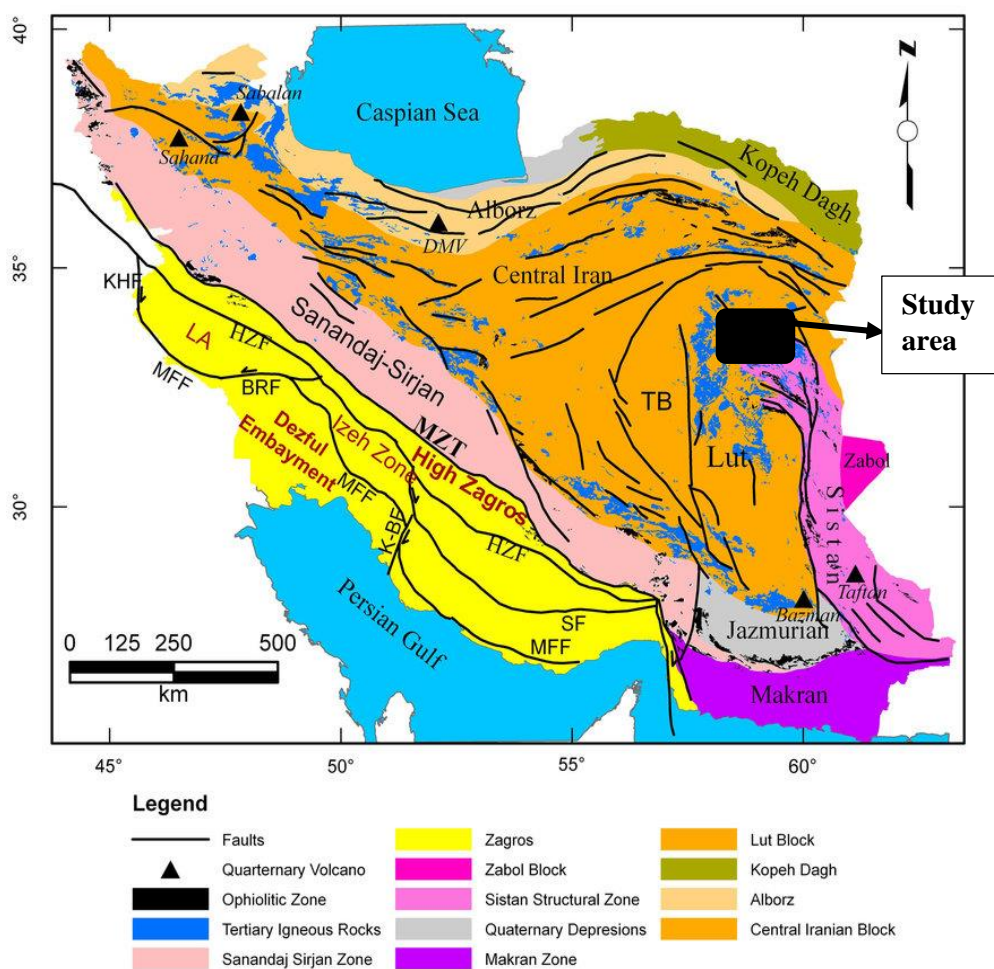 40°
35°
30°
Caspian Sea
Sabalan
Sahand
Alborz
DMV
Kopeh Dagh
N
Central Iran
Study
area
KHF
LA
HZF
Sanandaj-Sirjan
MFF
BRF
TB
Dezful
Embayment
Izeh Zone
MZT
High Zagros
Lut
Zabol
Sistan
MFF
K-BF
HZF
Taftan
Bazman
Persian Gulf
SF
MFF
Jazmurian
Makran
0 125 250 500
km
45° 50° 55° 60°
Legend
Faults
Quarternary Volcano
Ophiolitic Zone
Tertiary Igneous Rocks
Sanandaj Sirjan Zone
Zagros
Zabol Block
Sistan Structural Zone
Quaternary Depresions
Makran Zone
Lut Block
Kopeh Dagh
Alborz
Central Iranian Block